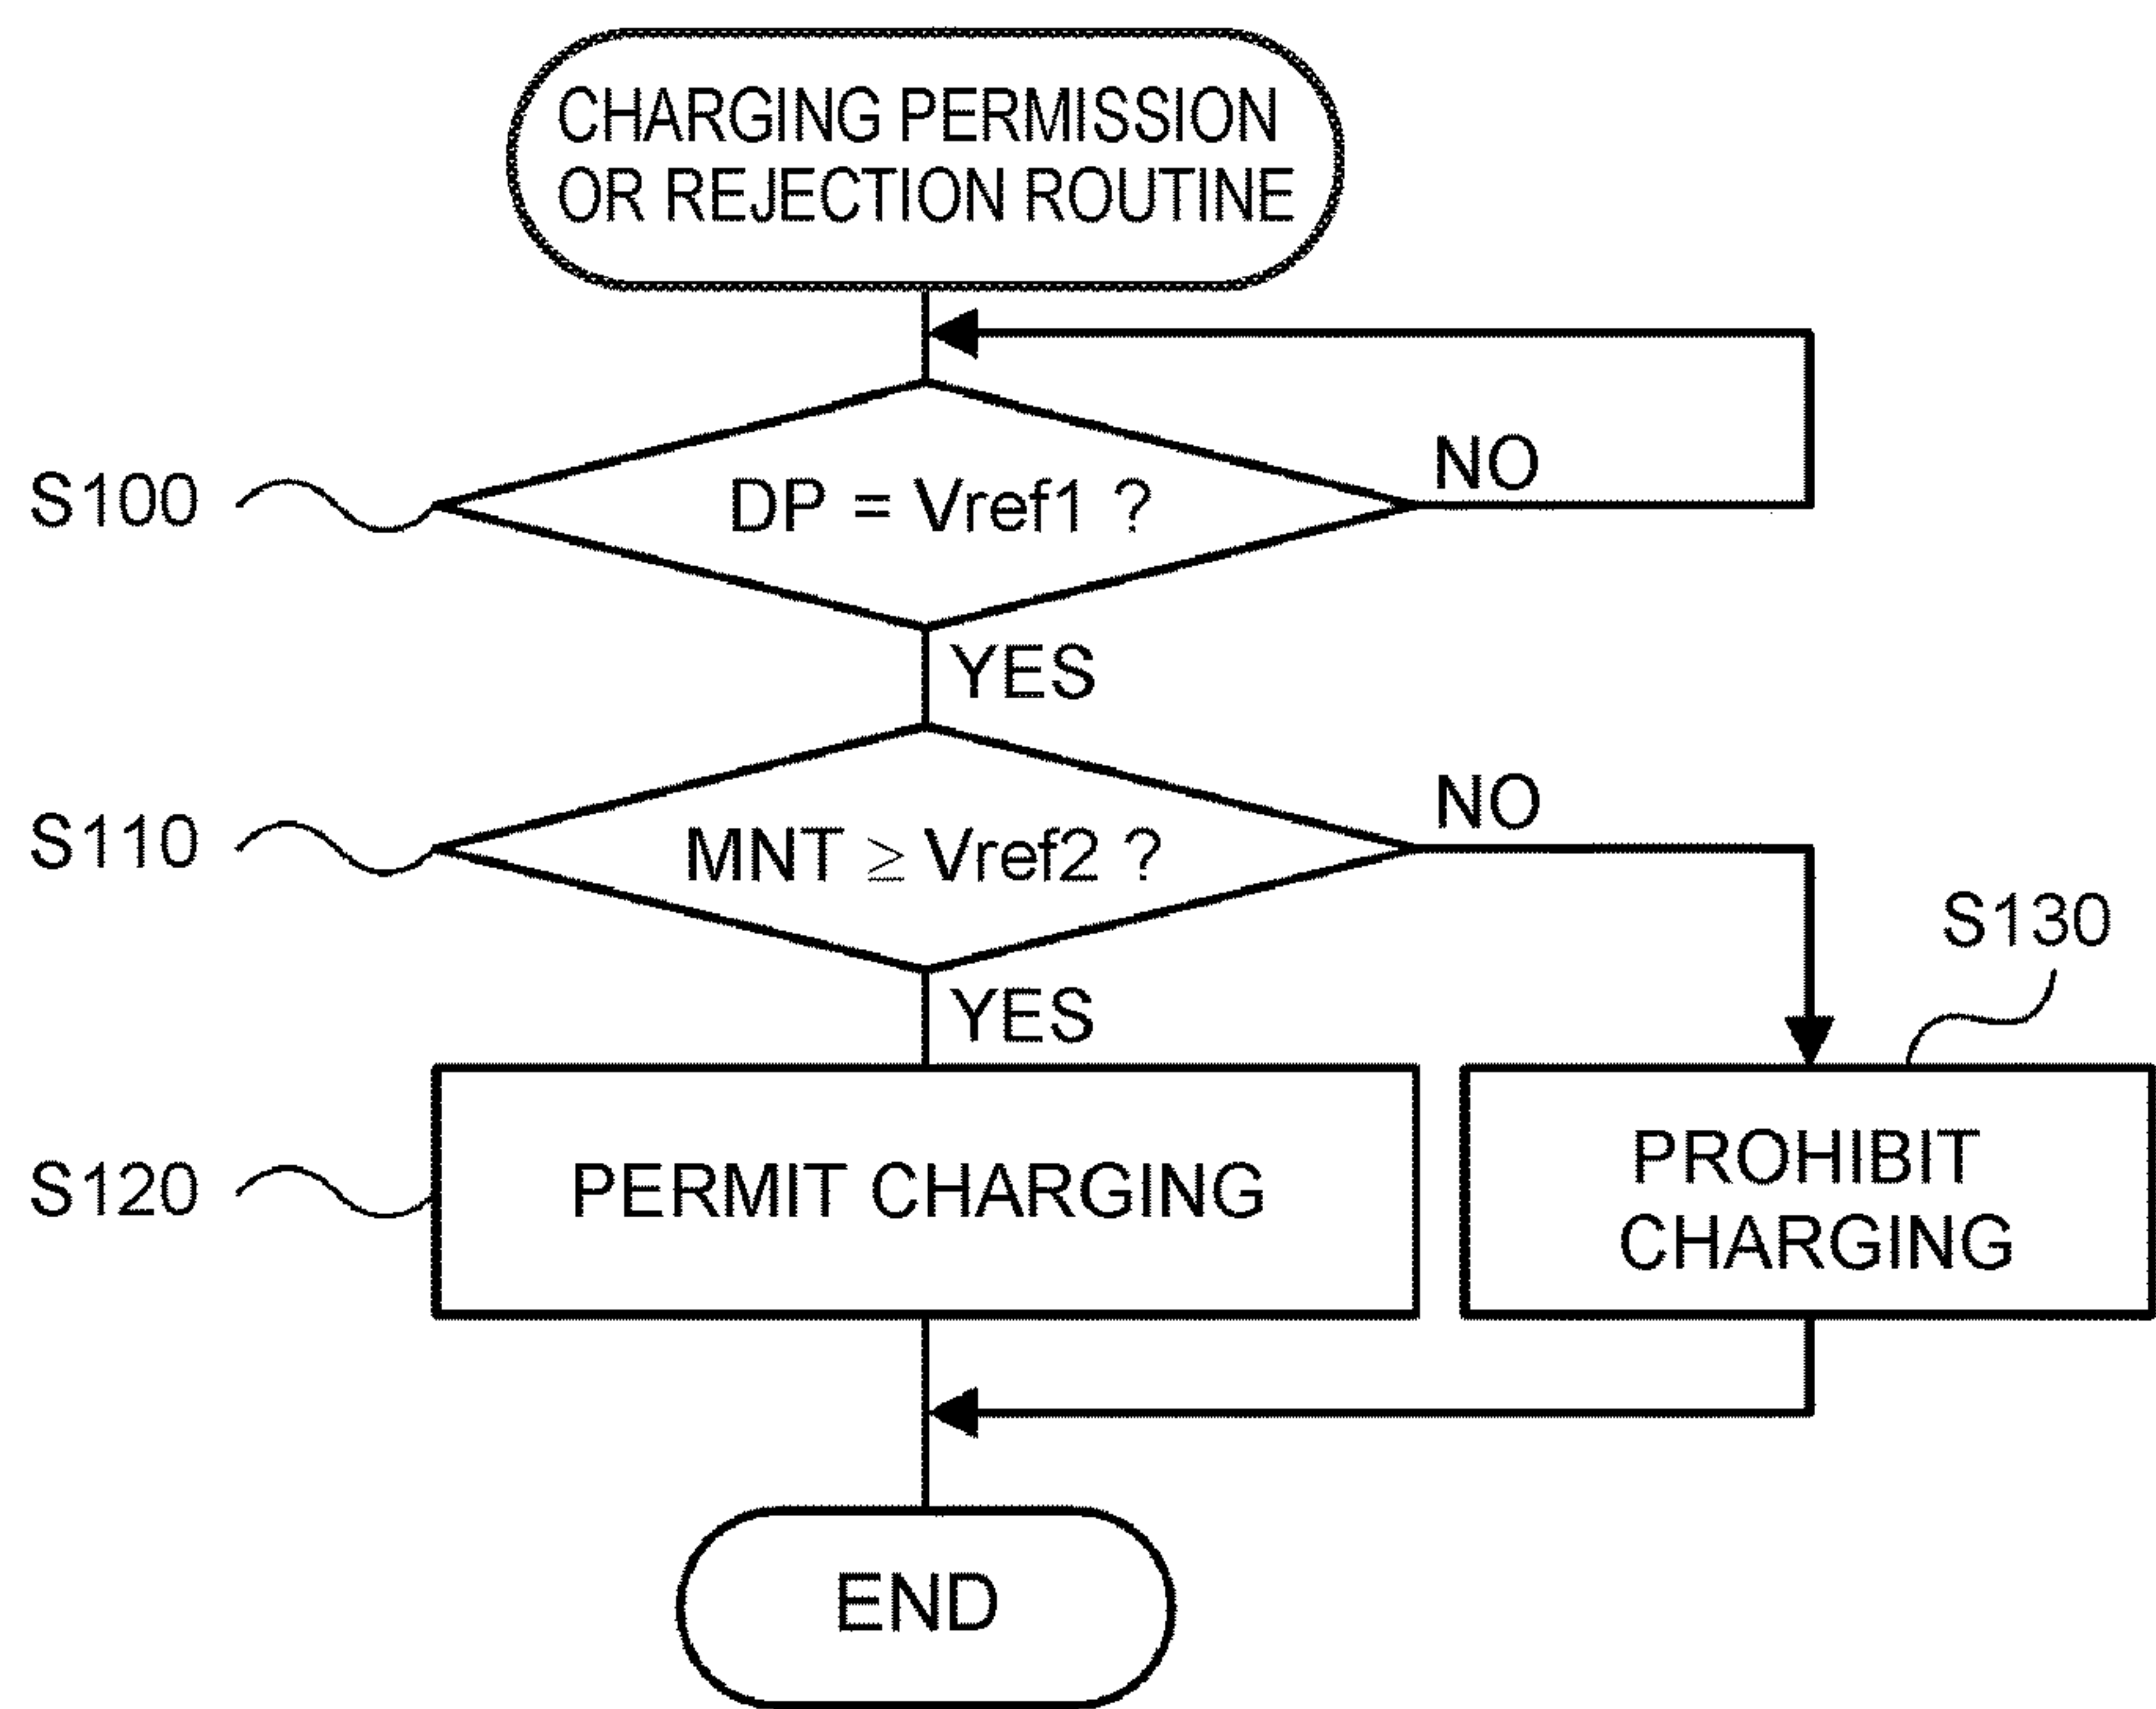 CHARGING PERMISSION
OR REJECTION ROUTINE
S100
DP = Vref1 ?
NO
YES
S110
MNT ≥ Vref2 ?
NO
YES
S130
S120
PERMIT CHARGING
PROHIBIT
CHARGING
END